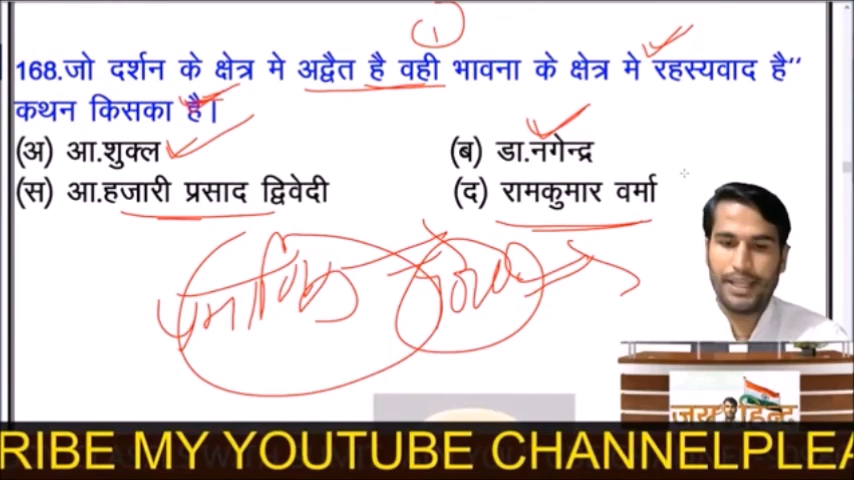 168.जो दर्शन के क्षेत्र मे अद्वैत है वही भावना के क्षेत्र मे रहस्यवाद है"
कथन किसका है|
(अ) आ.शुक्ल (ब) डा.नगेन्द्र
(स) आ.हजारी प्रसाद द्विवेदी (द) रामकुमार वर्मा
जय हिन्द
RIBE MY YOUTUBE CHANNELPLEA